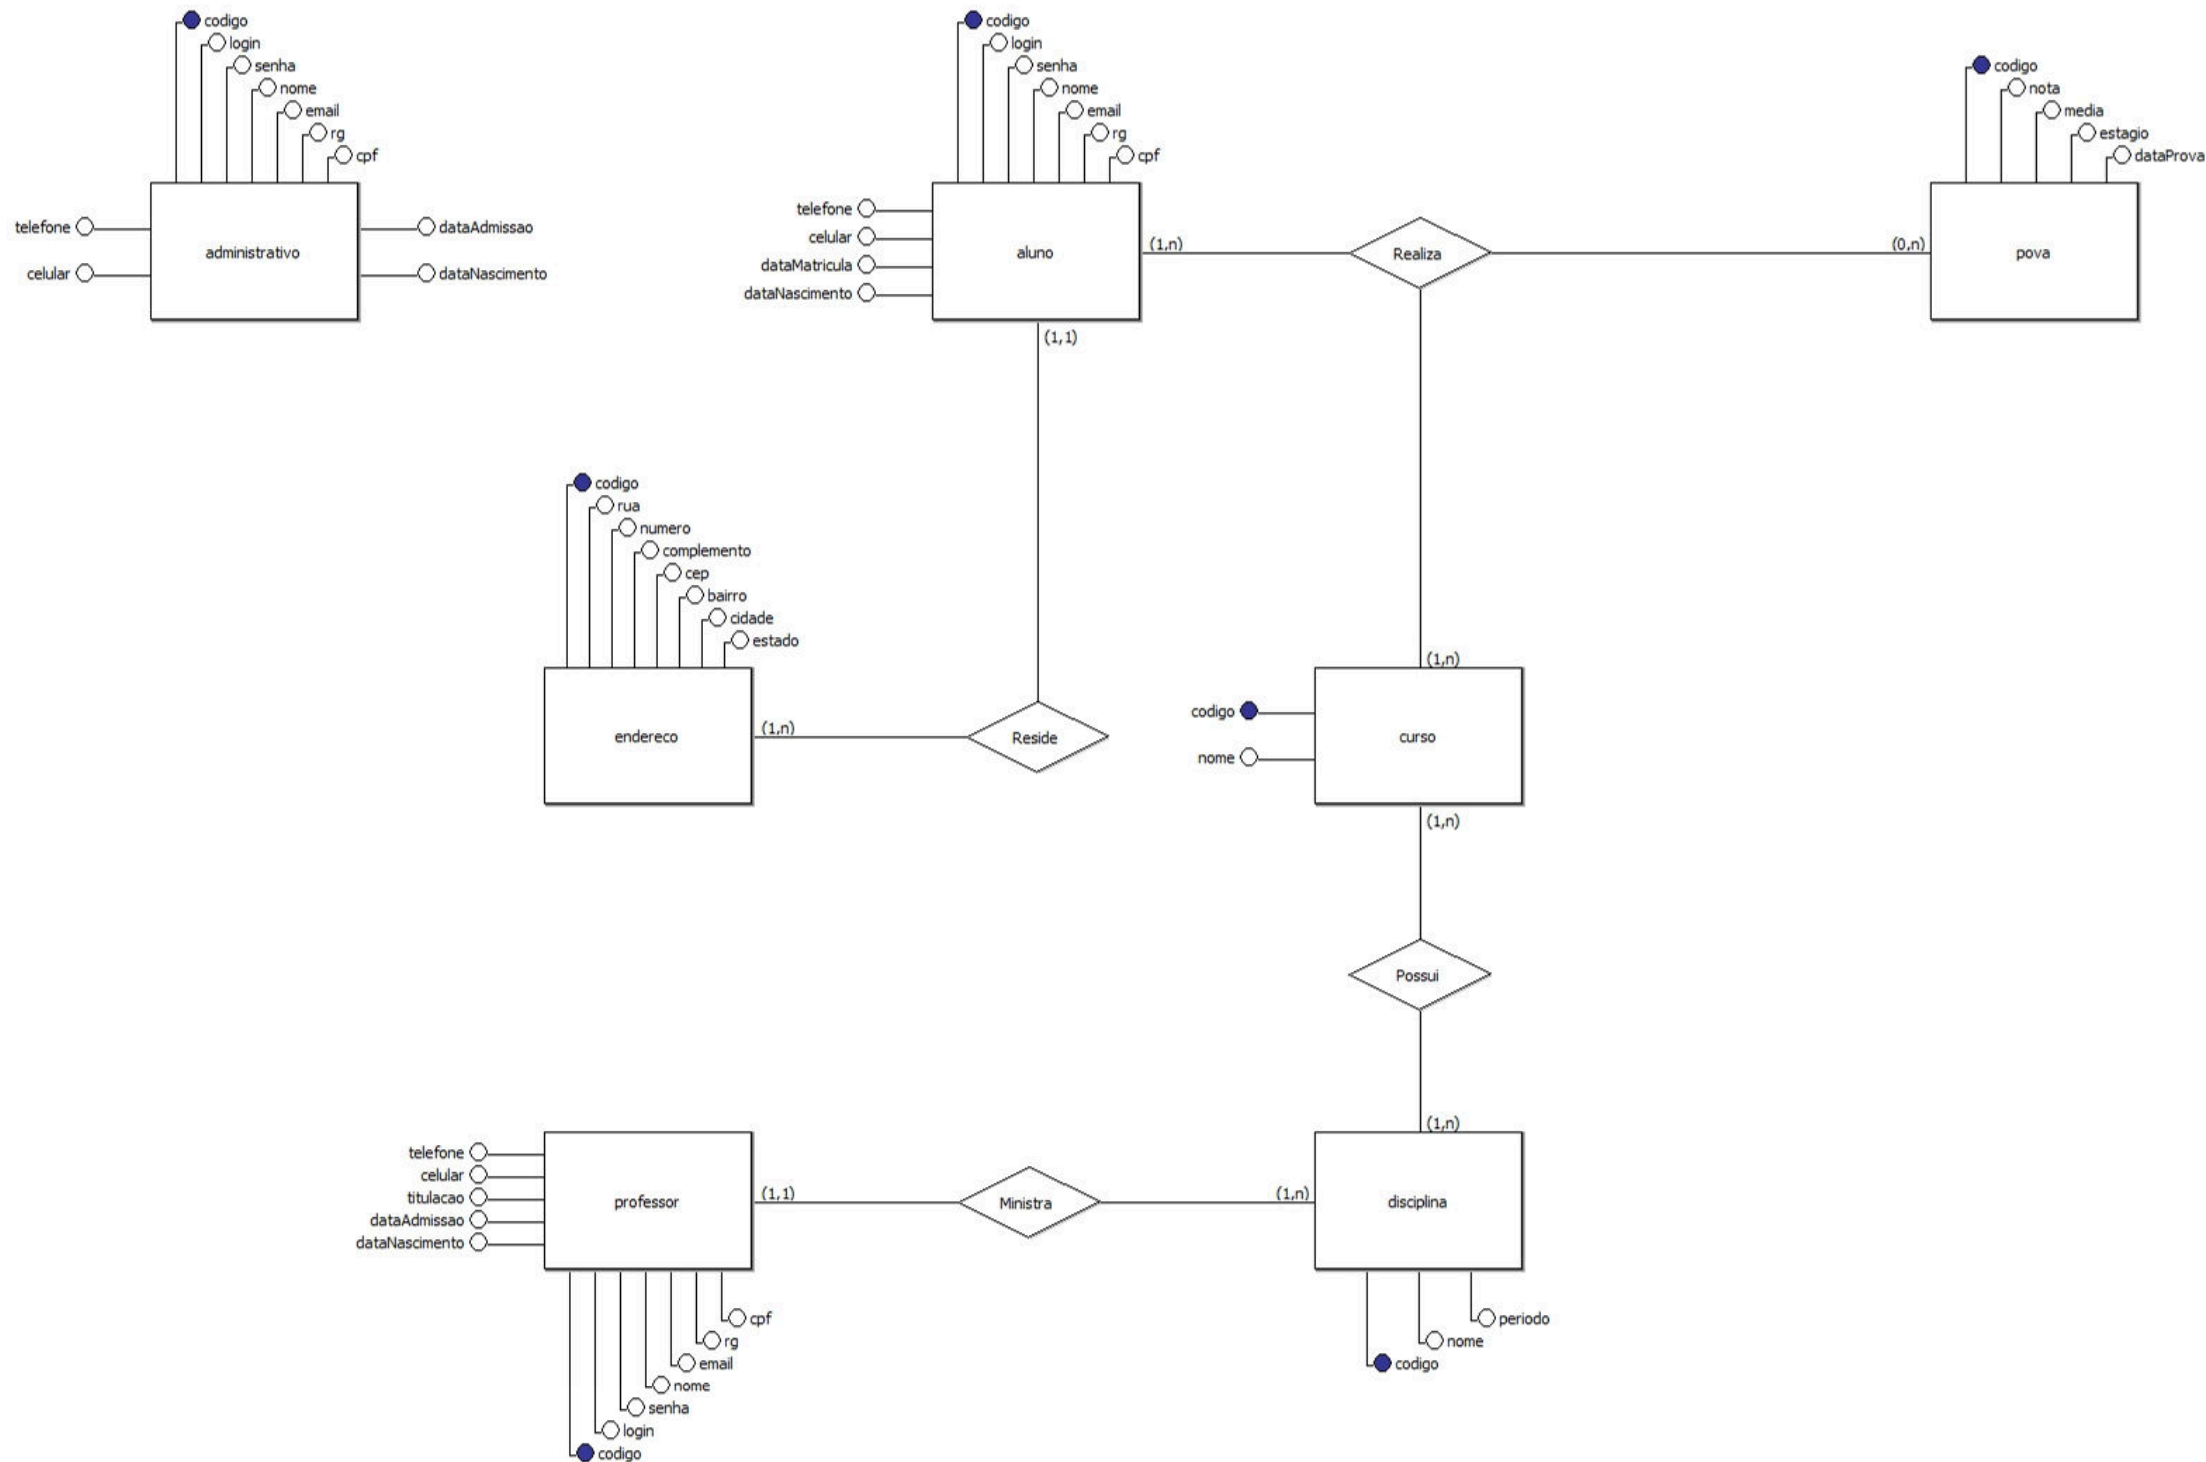 codigo
login
senha
nome
email
rg
cpf
telefone
celular
administrativo
dataAdmissao
dataNascimento
codigo
login
senha
nome
email
rg
cpf
telefone
celular
dataMatricula
dataNascimento
aluno
(1,n)
Realiza
(0,n)
codigo
nota
media
estagio
dataProva
pova
(1,1)
codigo
rua
numero
complemento
cep
bairro
cidade
estado
endereco
(1,n)
Reside
(1,n)
codigo
nome
curso
(1,n)
Possui
(1,n)
telefone
celular
titulacao
dataAdmissao
dataNascimento
professor
(1,1)
Ministra
(1,n)
disciplina
cpf
rg
email
nome
senha
login
codigo
periodo
nome
codigo